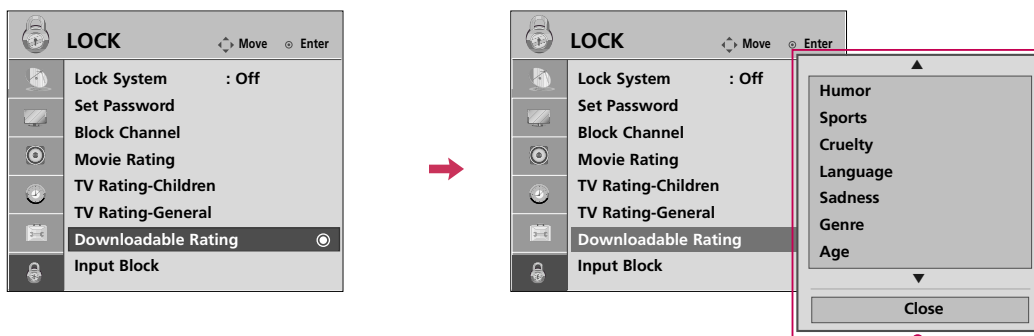 LOCK Move Enter
Lock System : Off
Set Password
Block Channel
Movie Rating
TV Rating-Children
TV Rating-General
Downloadable Rating
Input Block
LOCK Move Enter
Lock System : Off
Set Password
Block Channel
Movie Rating
TV Rating-Children
TV Rating-General
Downloadable Rating
Input Block
Humor
Sports
Cruelty
Language
Sadness
Genre
Age
Close